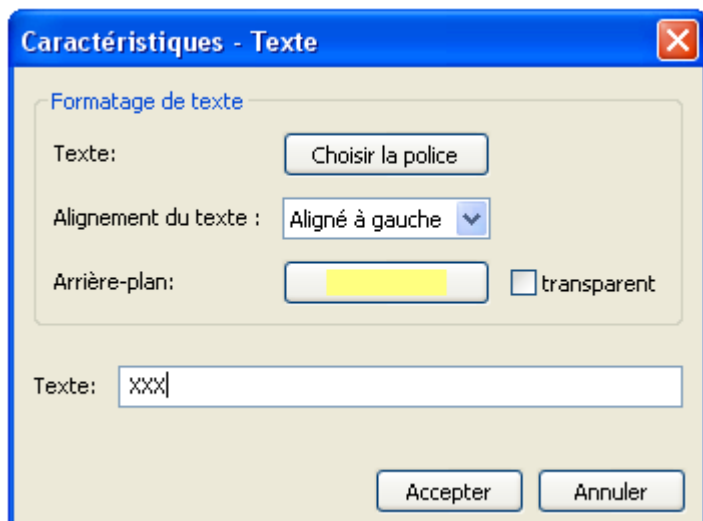 Caractéristiques - Texte
Formatage de texte
Texte: Choisir la police
Alignement du texte : Aligné à gauche
Arrière-plan: transparent
Texte: XXX
Accepter Annuler